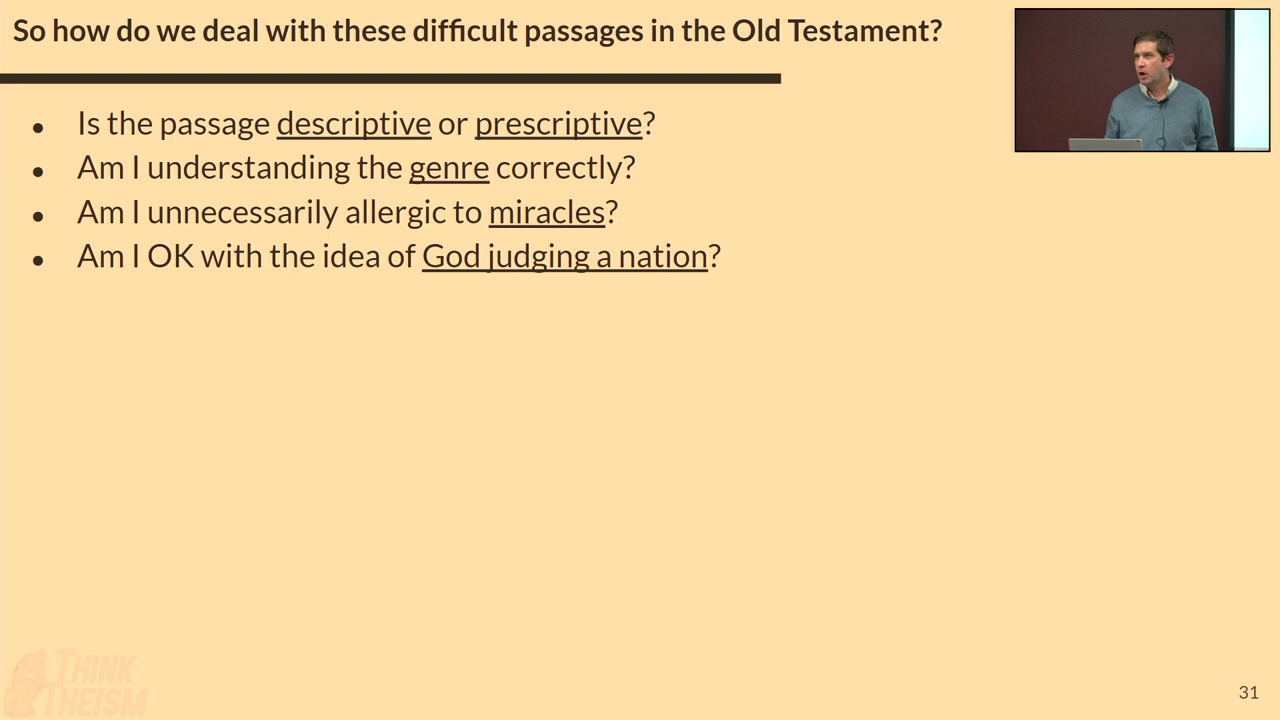 So how do we deal with these difficult passages in the Old Testament?
● Is the passage descriptive or prescriptive?
● Am I understanding the genre correctly?
● Am I unnecessarily allergic to miracles?
● Am I OK with the idea of God judging a nation?
THINK
THEISM
31